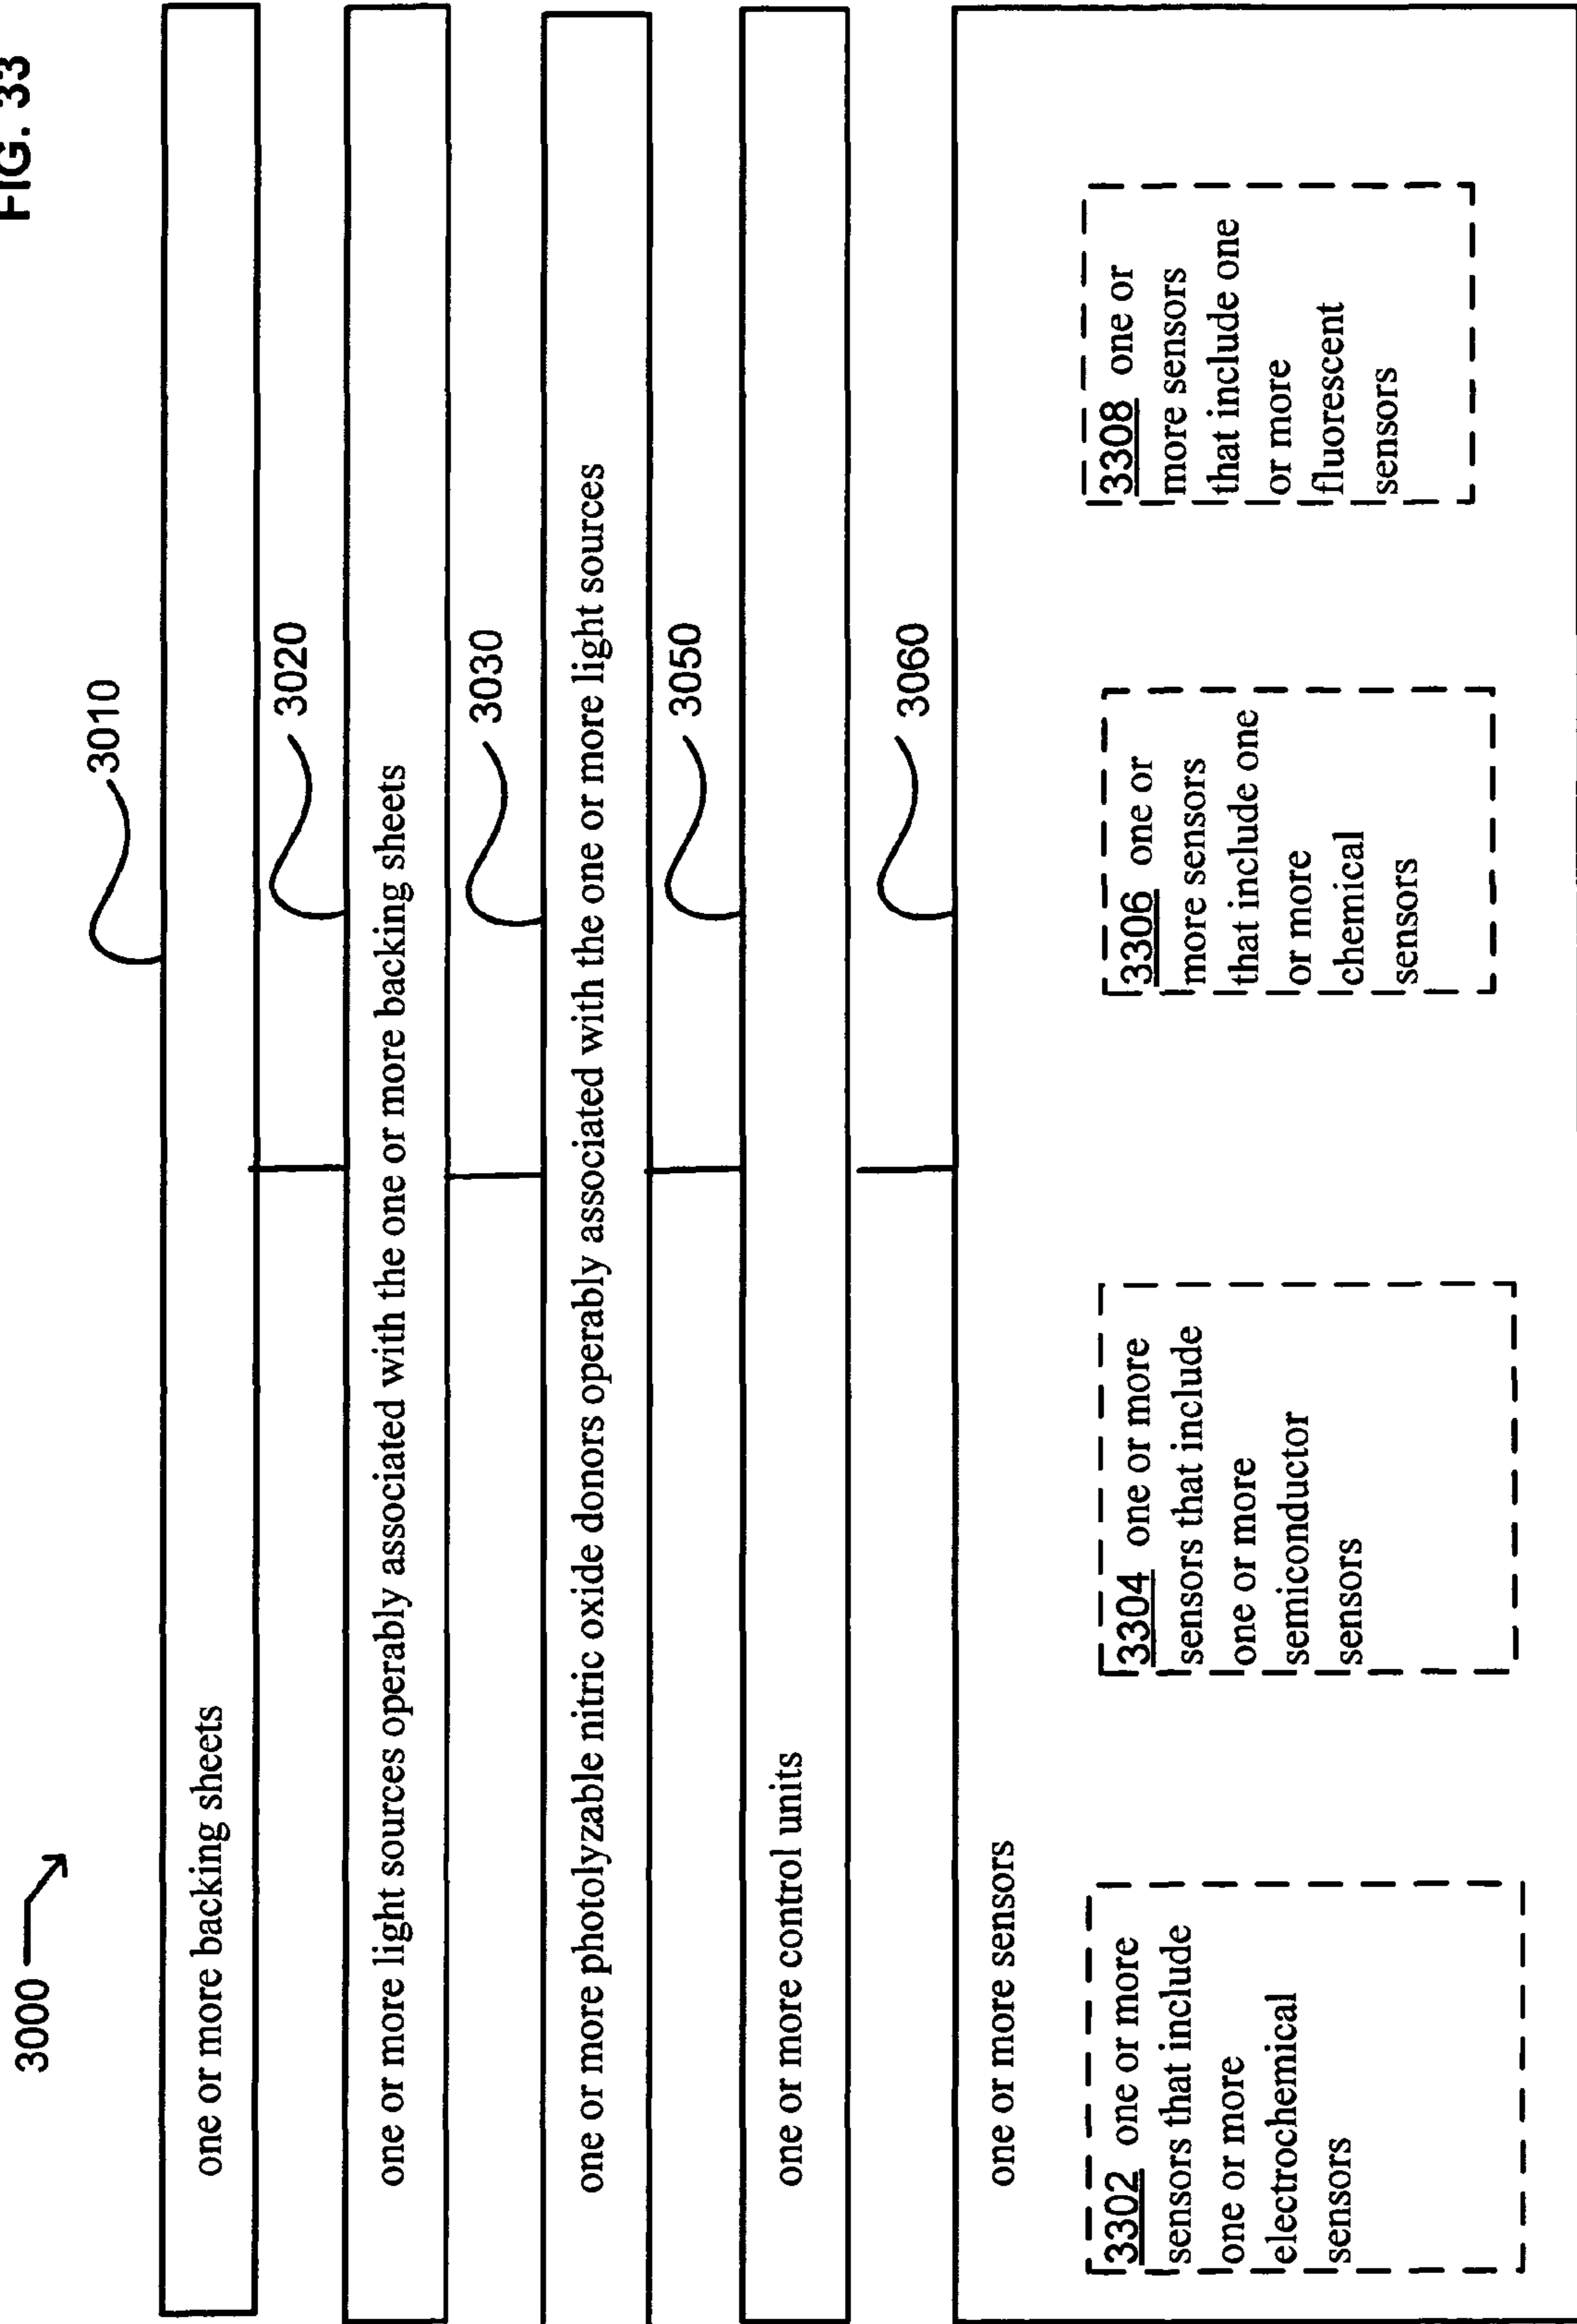 FIG. 33
3000
3010
one or more backing sheets
3020
one or more light sources operably associated with the one or more backing sheets
3030
one or more photolyzable nitric oxide donors operably associated with the one or more light sources
3050
one or more control units
3060
one or more sensors
3302 one or more
sensors that include
one or more
electrochemical
sensors
3304 one or more
sensors that include
one or more
semiconductor
sensors
3306 one or
more sensors
that include one
or more
chemical
sensors
3308 one or
more sensors
that include one
or more
fluorescent
sensors